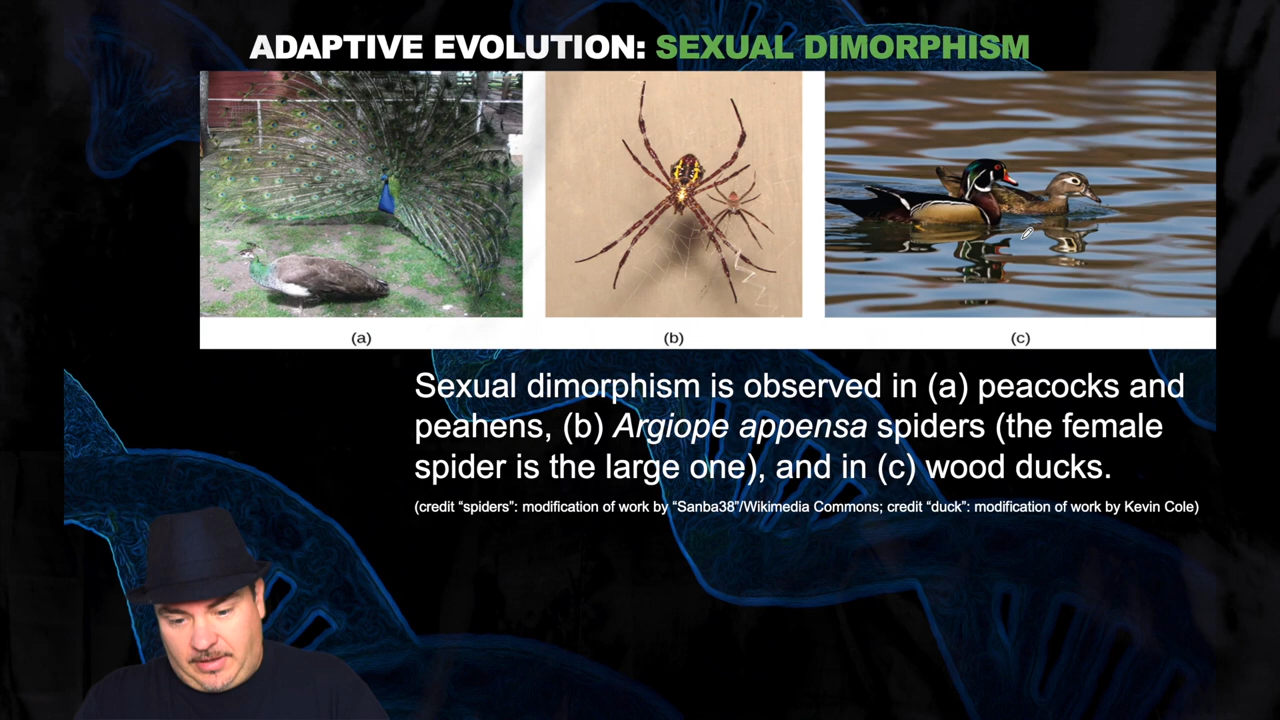 ADAPTIVE EVOLUTION: SEXUAL DIMORPHISM
(a)
(b)
(c)
Sexual dimorphism is observed in (a) peacocks and
peahens, (b) Argiope appensa spiders (the female
spider is the large one), and in (c) wood ducks.
(credit “spiders”: modification of work by “Sanba38”/Wikimedia Commons; credit “duck”: modification of work by Kevin Cole)